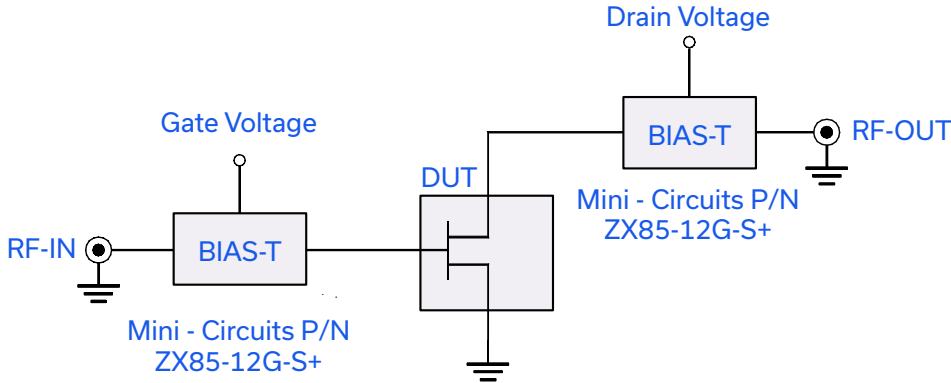 Drain Voltage
Gate Voltage
BIAS-T
RF-OUT
DUT
Mini - Circuits P/N
ZX85-12G-S+
RF-IN
BIAS-T
Mini - Circuits P/N
ZX85-12G-S+